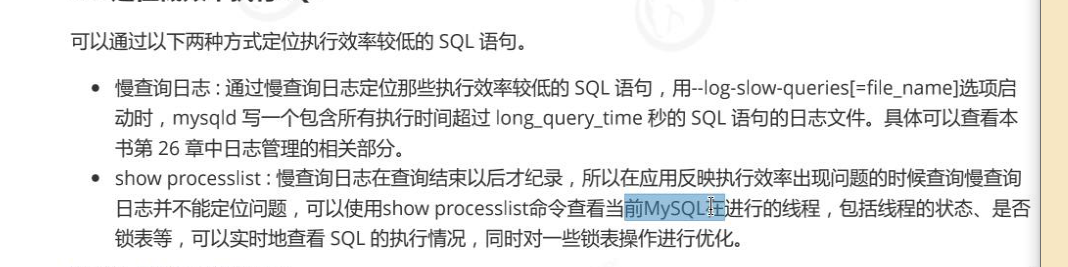 可以通过以下两种方式定位执行效率较低的 SQL 语句。
• 慢查询日志 : 通过慢查询日志定位那些执行效率较低的 SQL 语句，用--log-slow-queries[=file_name]选项启
动时，mysqld 写一个包含所有执行时间超过 long_query_time 秒的 SQL 语句的日志文件。具体可以查看本
书第 26 章中日志管理的相关部分。
• show processlist : 慢查询日志在查询结束以后才纪录，所以在应用反映执行效率出现问题的时候查询慢查询
日志并不能定位问题，可以使用show processlist命令查看当前MySQL在进行的线程，包括线程的状态、是否
锁表等，可以实时地查看 SQL 的执行情况，同时对一些锁表操作进行优化。